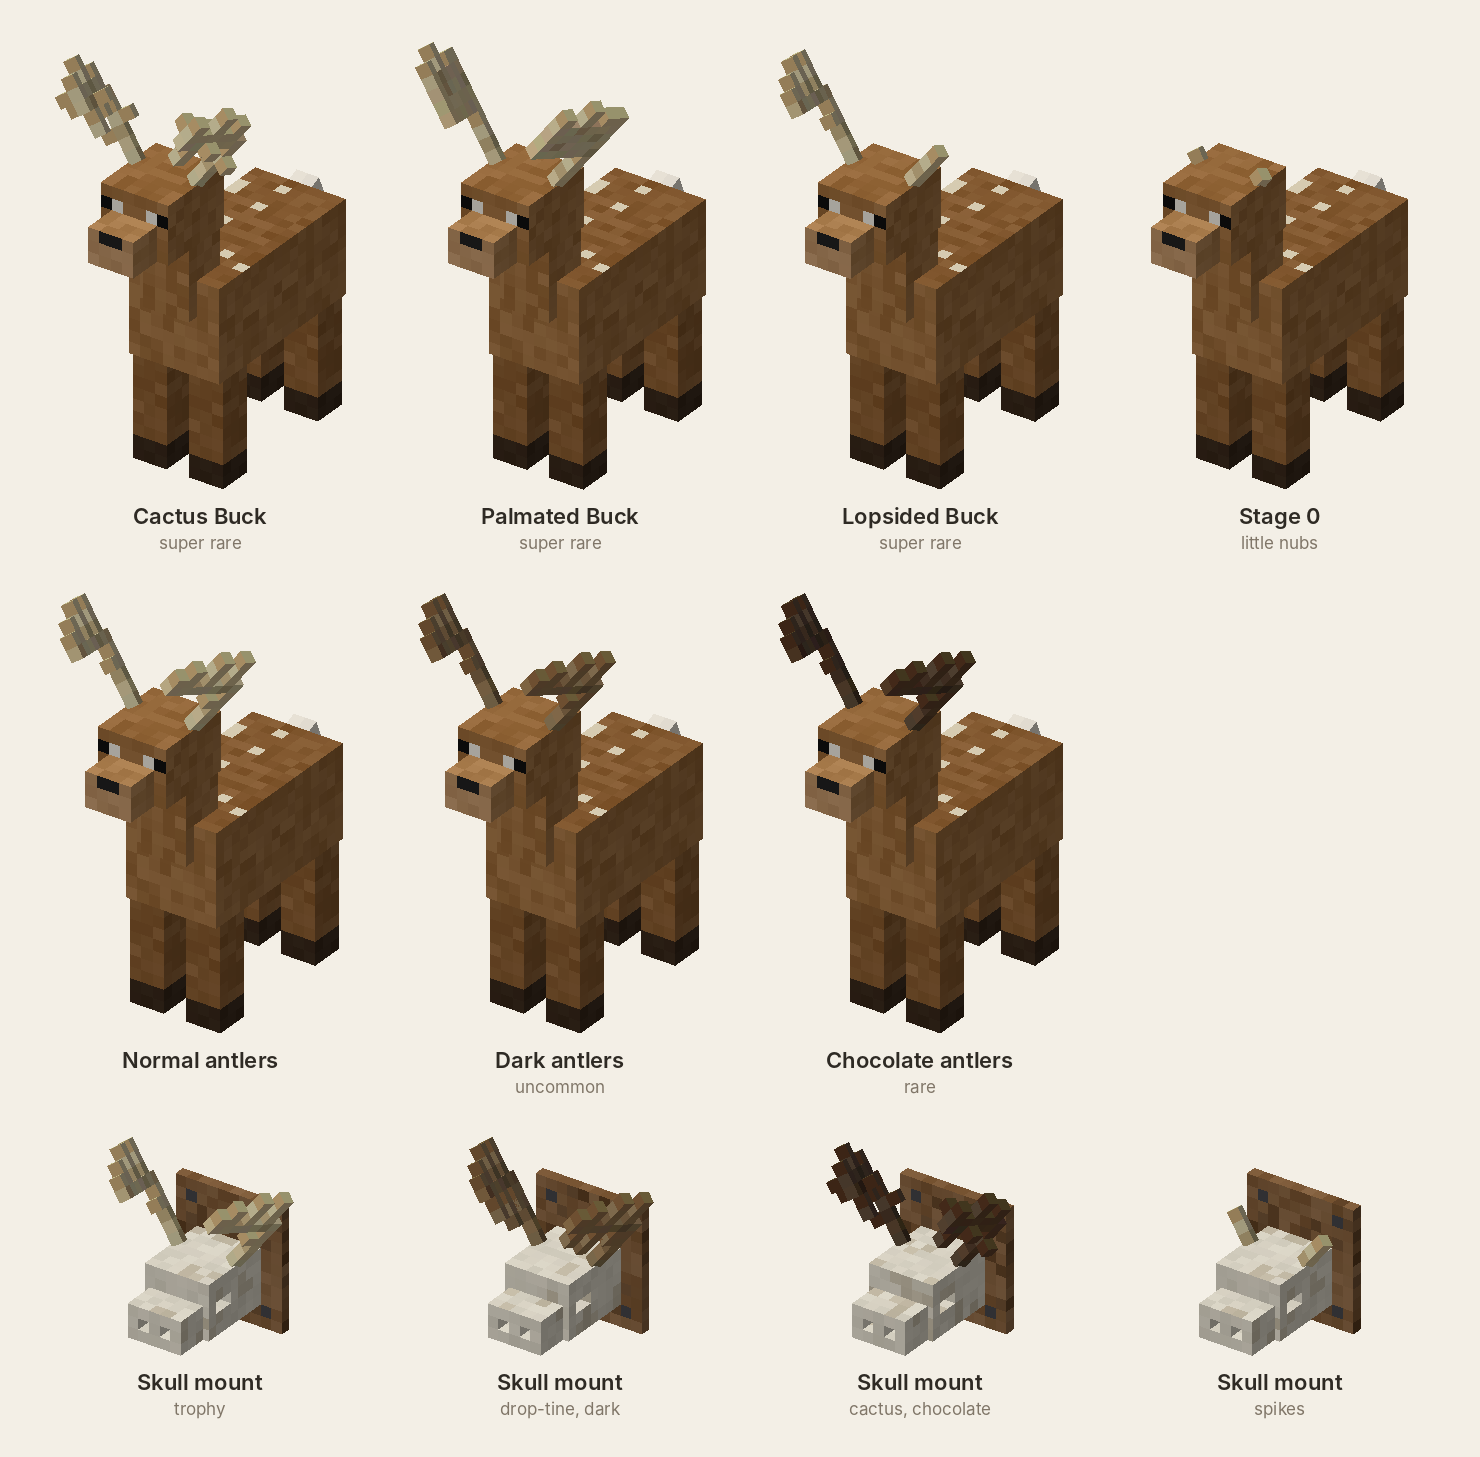 Cactus Buck
super rare
Palmated Buck
super rare
Lopsided Buck
super rare
Stage 0
little nubs
Normal antlers
Dark antlers
uncommon
Chocolate antlers
rare
Skull mount
trophy
Skull mount
drop-tine, dark
Skull mount
cactus, chocolate
Skull mount
spikes